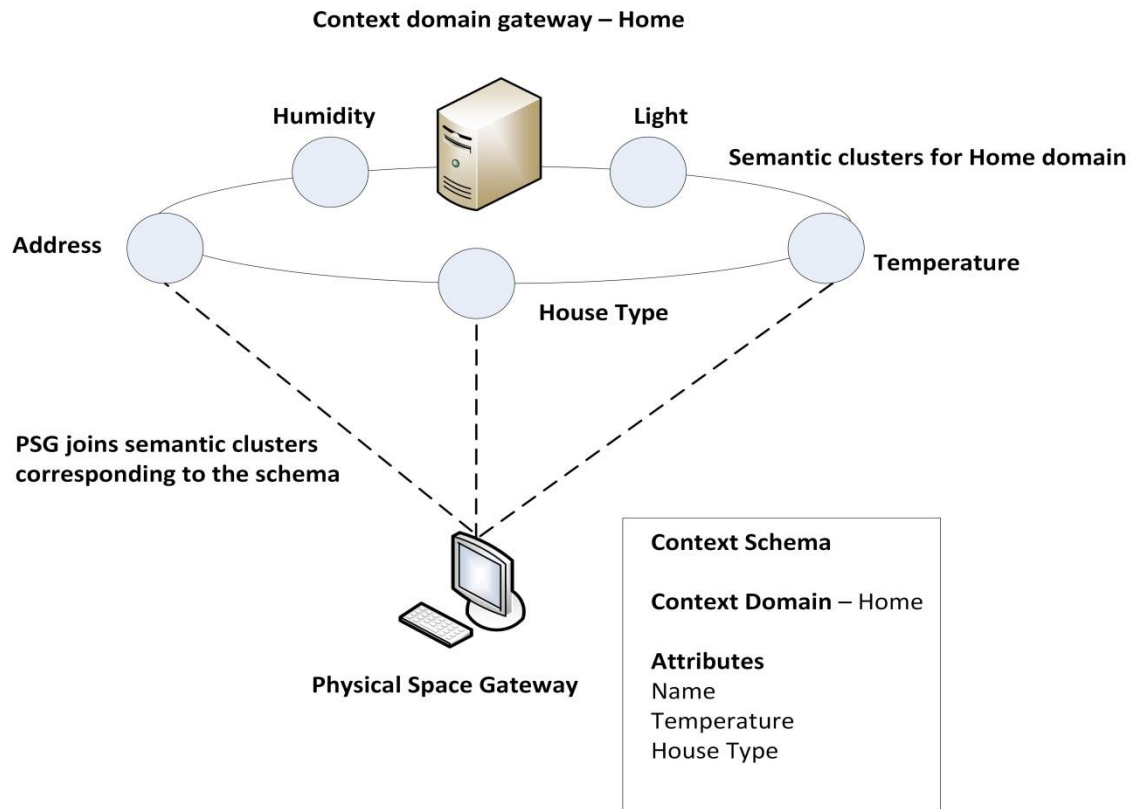 Context domain gateway – Home
Humidity
Light
Semantic clusters for Home domain
Address
Temperature
House Type
PSG joins semantic clusters
corresponding to the schema
Physical Space Gateway
Context Schema
Context Domain – Home
Attributes
Name
Temperature
House Type